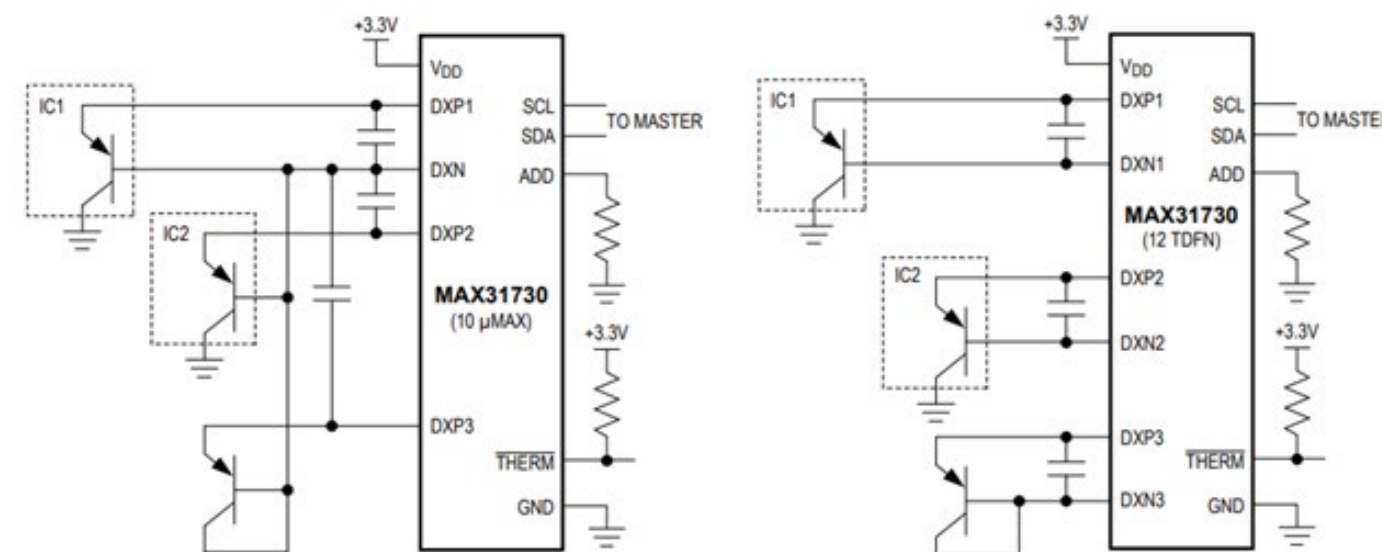 +3.3V
VDD
IC1
DXP1
SCL
TO MASTER
SDA
DXN
ADD
IC2
DXP2
MAX31730
(10 µMAX)
+3.3V
DXP3
THERM
GND
+3.3V
VDD
IC1
DXP1
SCL
TO MASTE
SDA
DXN1
ADD
MAX31730
(12 TDFN)
IC2
DXP2
+3.3V
DXN2
DXP3
THERM
DXN3
GND